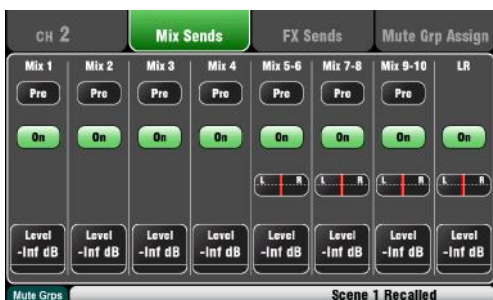 CH 2 Mix Sends FX Sends Mute Grp Assign
Mix 1 Mix 2 Mix 3 Mix 4 Mix 5-6 Mix 7-8 Mix 9-10 LR
Pre Pre Pre Pre Pre Pre Pre
On On On On On On On On
L R L R L R L R
Level Level Level Level Level Level Level Level
-Inf dB -Inf dB -Inf dB -Inf dB -Inf dB -Inf dB -Inf dB -Inf dB
Mute Grps Scene 1 Recalled